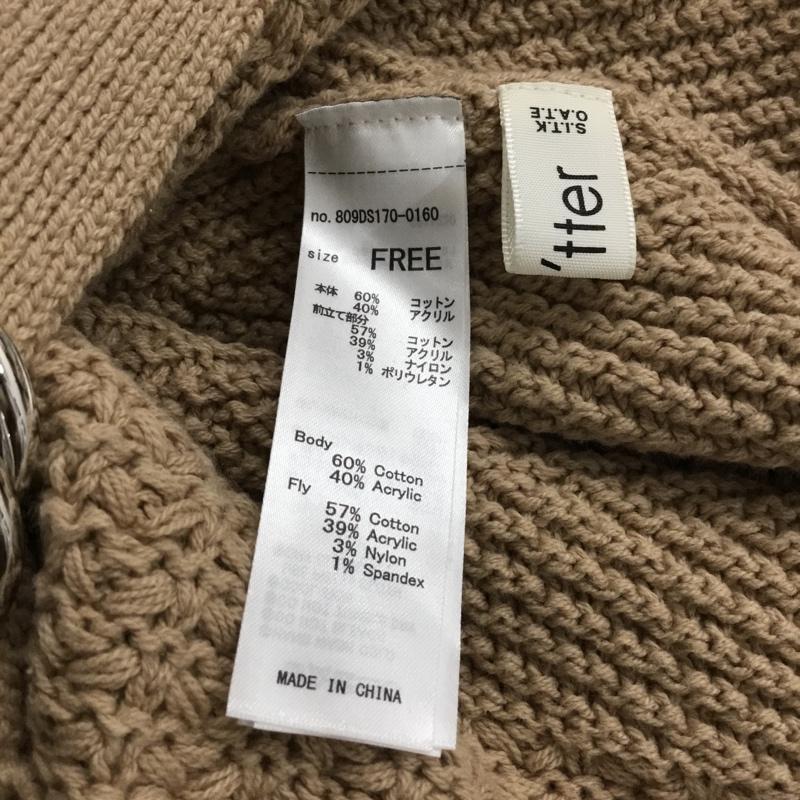 no. 809DS170-0160
size FREE
本体 60% コットン
40% アクリル
前立て部分
57% コットン
39% アクリル
3% ナイロン
1% ポリウレタン
Body
60% Cotton
40% Acrylic
Fly
57% Cotton
39% Acrylic
3% Nylon
1% Spandex
MADE IN CHINA
S.I.T.K
O.A.T.E
'tter